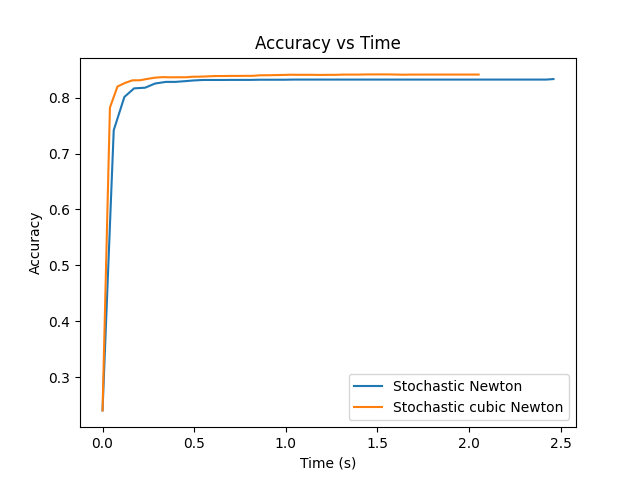 Accuracy vs Time
Accuracy
0.8
0.7
0.6
0.5
0.4
0.3
Stochastic Newton
Stochastic cubic Newton
0.0 0.5 1.0 1.5 2.0 2.5
Time (s)